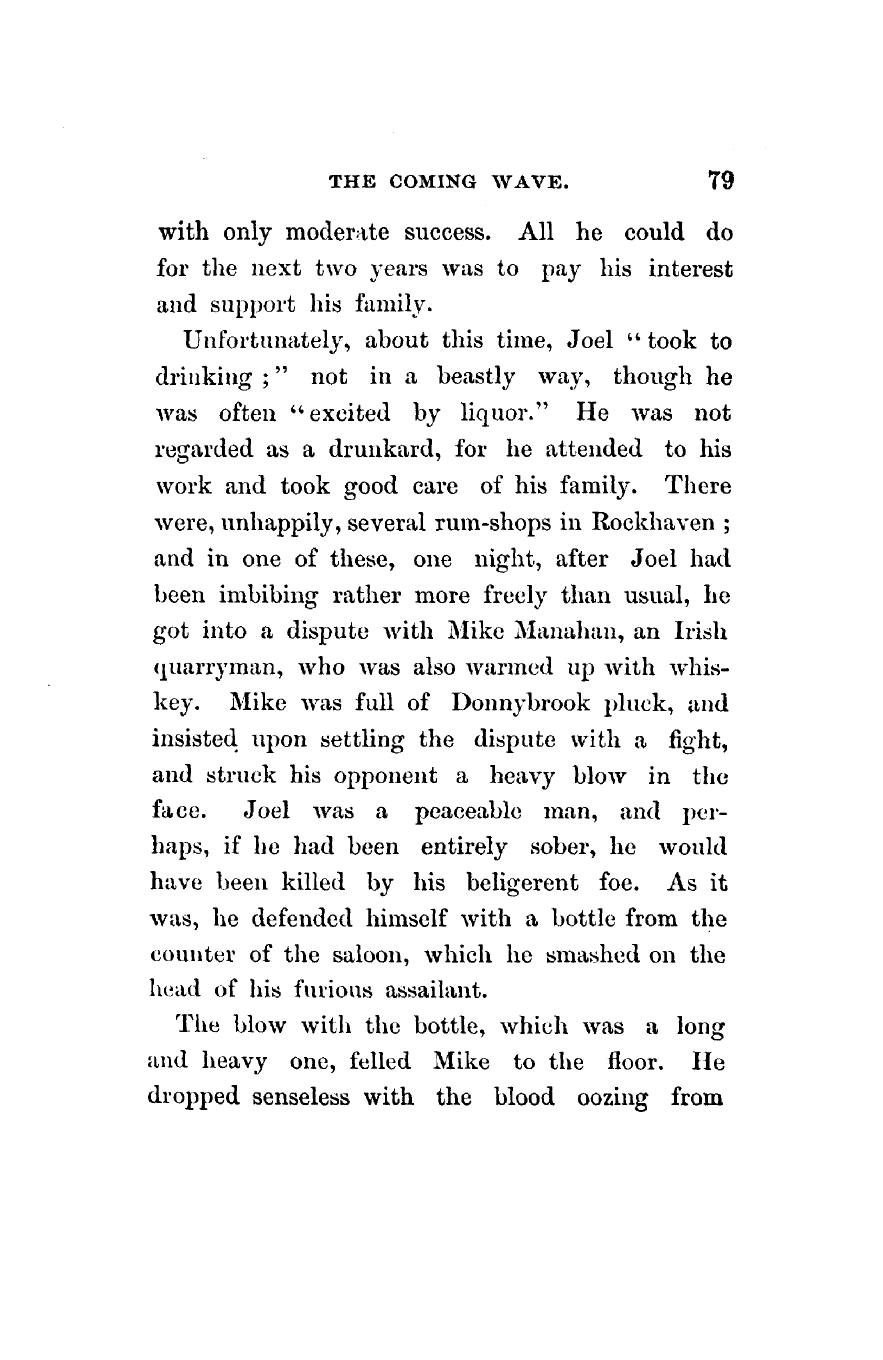 THE COMING WAVE. 79
with only moderate success. All he could do
for the next two years was to pay his interest
and support his family.
Unfortunately, about this time, Joel “took to
drinking ;” not in a beastly way, though he
was often “excited by liquor.” He was not
regarded as a drunkard, for he attended to his
work and took good care of his family. There
were, unhappily, several rum-shops in Rockhaven ;
and in one of these, one night, after Joel had
been imbibing rather more freely than usual, he
got into a dispute with Mike Manahan, an Irish
quarryman, who was also warmed up with whis-
key. Mike was full of Donnybrook pluck, and
insisted upon settling the dispute with a fight,
and struck his opponent a heavy blow in the
face. Joel was a peaceable man, and per-
haps, if he had been entirely sober, he would
have been killed by his beligerent foe. As it
was, he defended himself with a bottle from the
counter of the saloon, which he smashed on the
head of his furious assailant.
The blow with the bottle, which was a long
and heavy one, felled Mike to the floor. He
dropped senseless with the blood oozing from